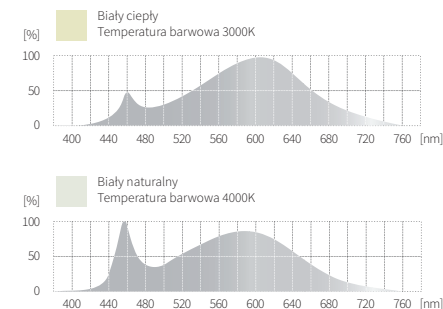 Biały ciepły
Temperatura barwowa 3000K
[%]
100
50
0
400 440 480 520 560 600 640 680 720 760 [nm]
Biały naturalny
Temperatura barwowa 4000K
[%]
100
50
0
400 440 480 520 560 600 640 680 720 760 [nm]